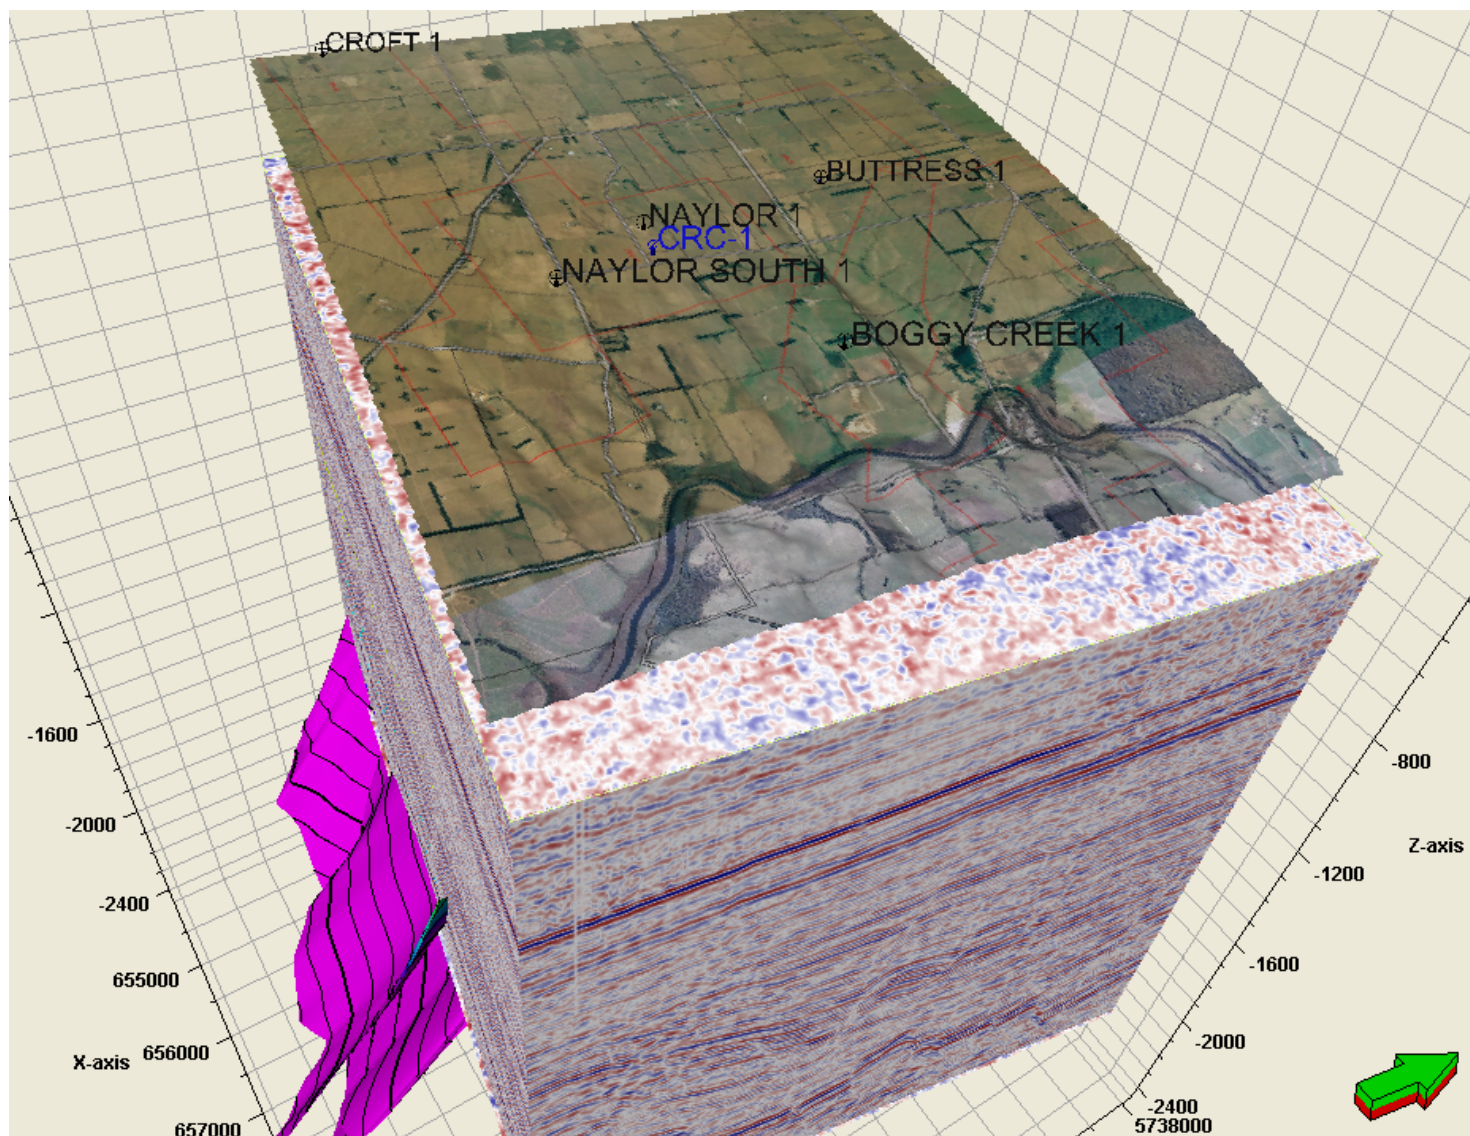 CROFT 1
BUTTRESS 1
NAYLOR 1
CRC-1
NAYLOR SOUTH 1
BOGGY CREEK 1
-1600
-2000
-2400
655000
X-axis
656000
657000
-800
Z-axis
-1200
-1600
-2000
-2400
5738000